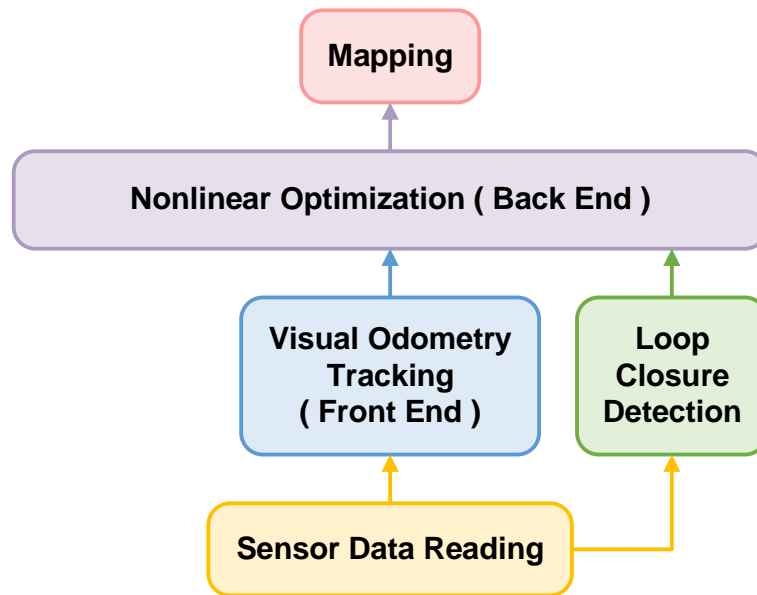 Mapping
Nonlinear Optimization ( Back End )
Visual Odometry
Tracking
( Front End )
Loop
Closure
Detection
Sensor Data Reading